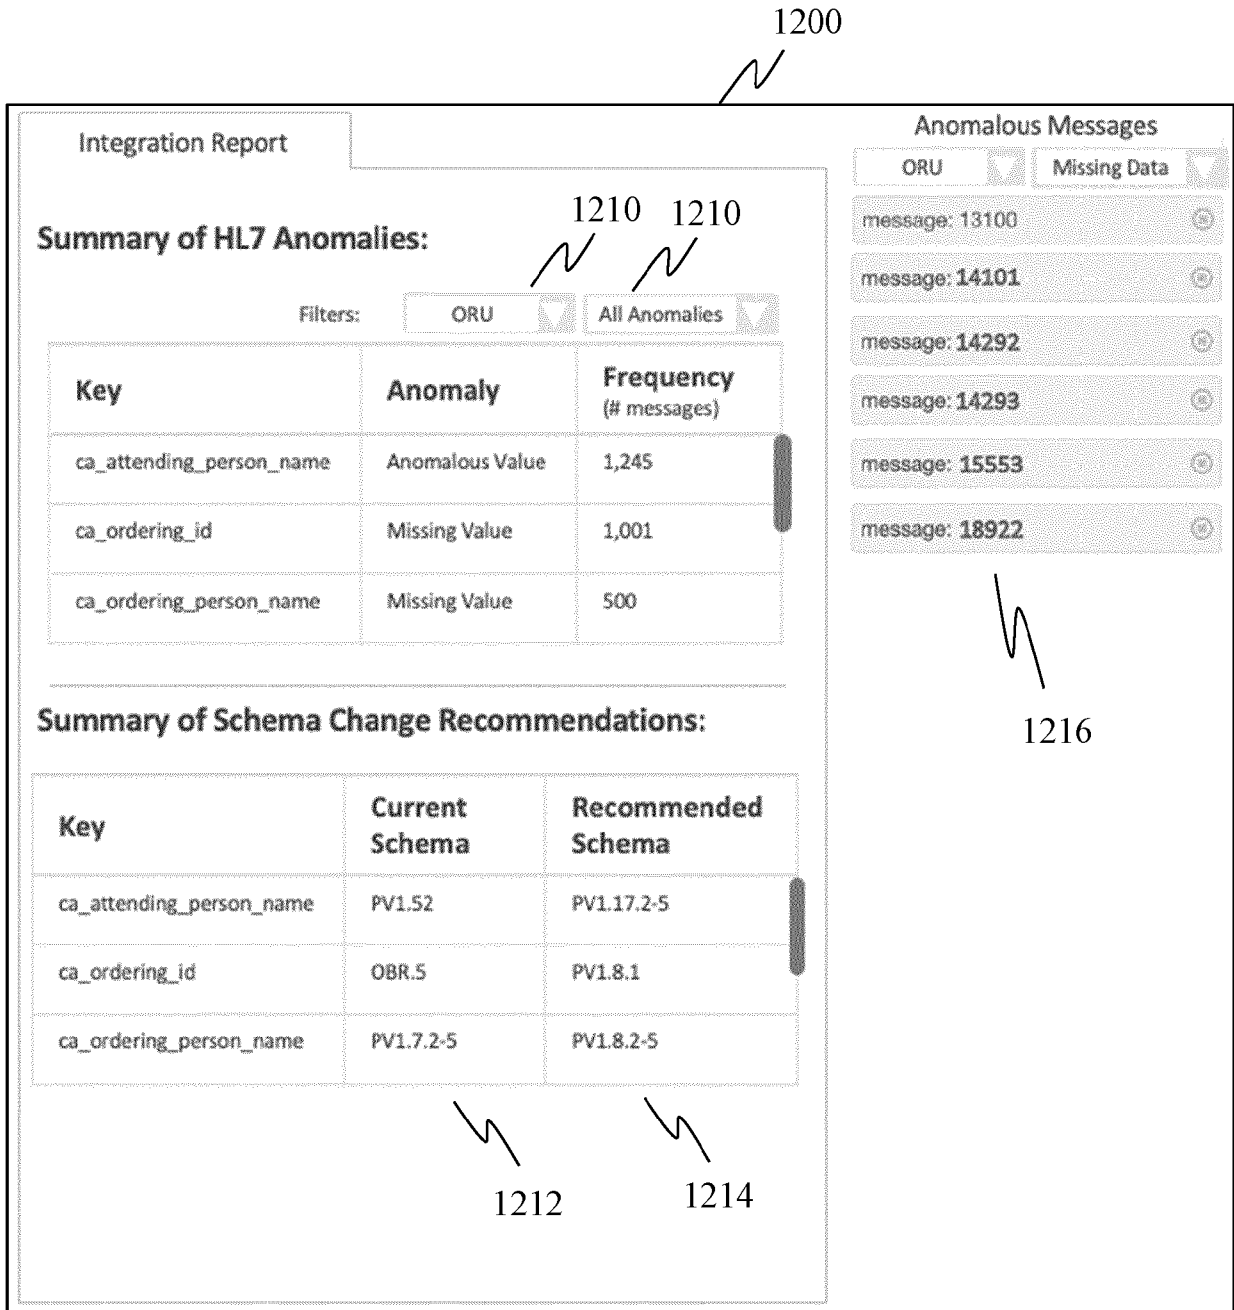 1200
Integration Report
Summary of HL7 Anomalies:
1210 1210
Filters: ORU All Anomalies
Key Anomaly Frequency
(# messages)
ca_attending_person_name Anomalous Value 1,245
ca_ordering_id Missing Value 1,001
ca_ordering_person_name Missing Value 500
Summary of Schema Change Recommendations:
Key Current Schema Recommended Schema
ca_attending_person_name PV1.52 PV1.17.2-5
ca_ordering_id OBR.5 PV1.8.1
ca_ordering_person_name PV1.7.2-5 PV1.8.2-5
1212 1214
Anomalous Messages
ORU Missing Data
message: 13100
message: 14101
message: 14292
message: 14293
message: 15553
message: 18922
1216